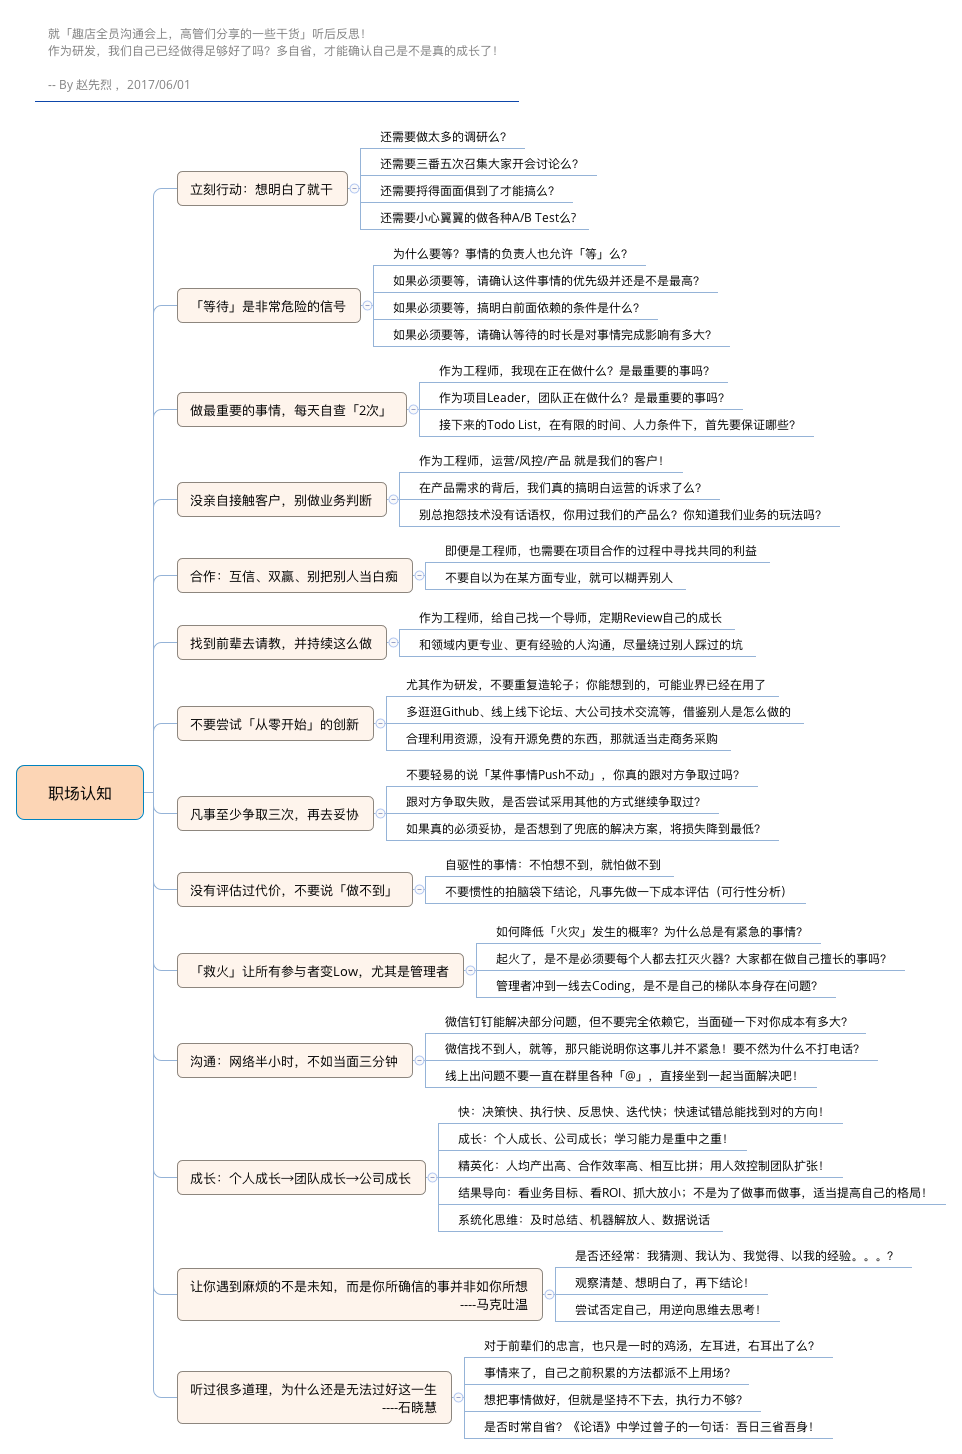 就「趣店全员沟通会上，高管们分享的一些干货」听后反思！
作为研发，我们自己已经做得足够好了吗？多自省，才能确认自己是不是真的成长了！
-- By 赵先烈 ，2017/06/01
职场认知
立刻行动：想明白了就干
还需要做太多的调研么？
还需要三番五次召集大家开会讨论么？
还需要捋得面面俱到了才能搞么？
还需要小心翼翼的做各种A/B Test么？
「等待」是非常危险的信号
为什么要等？事情的负责人也允许「等」么？
如果必须要等，请确认这件事情的优先级并还是不是最高？
如果必须要等，搞明白前面依赖的条件是什么？
如果必须要等，请确认等待的时长是对事情完成影响有多大？
做最重要的事情，每天自查「2次」
作为工程师，我现在正在做什么？是最重要的事吗？
作为项目Leader，团队正在做什么？是最重要的事吗？
接下来的Todo List，在有限的时间、人力条件下，首先要保证哪些？
没亲自接触客户，别做业务判断
作为工程师，运营/风控/产品 就是我们的客户！
在产品需求的背后，我们真的搞明白运营的诉求了么？
别总抱怨技术没有话语权，你用过我们的产品么？你知道我们业务的玩法吗？
合作：互信、双赢、别把别人当白痴
即便是工程师，也需要在项目合作的过程中寻找共同的利益
不要自以为在某方面专业，就可以糊弄别人
找到前辈去请教，并持续这么做
作为工程师，给自己找一个导师，定期Review自己的成长
和领域内更专业、更有经验的人沟通，尽量绕过别人踩过的坑
不要尝试「从零开始」的创新
尤其作为研发，不要重复造轮子；你能想到的，可能业界已经在用了
多逛逛Github、线上线下论坛、大公司技术交流等，借鉴别人是怎么做的
合理利用资源，没有开源免费的东西，那就适当走商务采购
凡事至少争取三次，再去妥协
不要轻易的说「某件事情Push不动」，你真的跟对方争取过吗？
跟对方争取失败，是否尝试采用其他的方式继续争取过？
如果真的必须妥协，是否想到了兜底的解决方案，将损失降到最低？
没有评估过代价，不要说「做不到」
自驱性的事情：不怕想不到，就怕做不到
不要惯性的拍脑袋下结论，凡事先做一下成本评估（可行性分析）
「救火」让所有参与者变Low，尤其是管理者
如何降低「火灾」发生的概率？为什么总是有紧急的事情？
起火了，是不是必须要每个人都去扛灭火器？大家都在做自己擅长的事吗？
管理者冲到一线去Coding，是不是自己的梯队本身存在问题？
沟通：网络半小时，不如当面三分钟
微信钉钉能解决部分问题，但不要完全依赖它，当面碰一下对你成本有多大？
微信找不到人，就等，那只能说明你这事儿并不紧急！要不然为什么不打电话？
线上出问题不要一直在群里各种「@」，直接坐到一起当面解决吧！
成长：个人成长→团队成长→公司成长
快：决策快、执行快、反思快、迭代快；快速试错总能找到对的方向！
成长：个人成长、公司成长；学习能力是重中之重！
精英化：人均产出高、合作效率高、相互比拼；用人效控制团队扩张！
结果导向：看业务目标、看ROI、抓大放小；不是为了做事而做事，适当提高自己的格局！
系统化思维：及时总结、机器解放人、数据说话
让你遇到麻烦的不是未知，而是你所确信的事并非如你所想
----马克吐温
是否还经常：我猜测、我认为、我觉得、以我的经验。。。？
观察清楚、想明白了，再下结论！
尝试否定自己，用逆向思维去思考！
听过很多道理，为什么还是无法过好这一生
----石晓慧
对于前辈们的忠言，也只是一时的鸡汤，左耳进，右耳出了么？
事情来了，自己之前积累的方法都派不上用场？
想把事情做好，但就是坚持不下去，执行力不够？
是否时常自省？《论语》中学过曾子的一句话：吾日三省吾身！